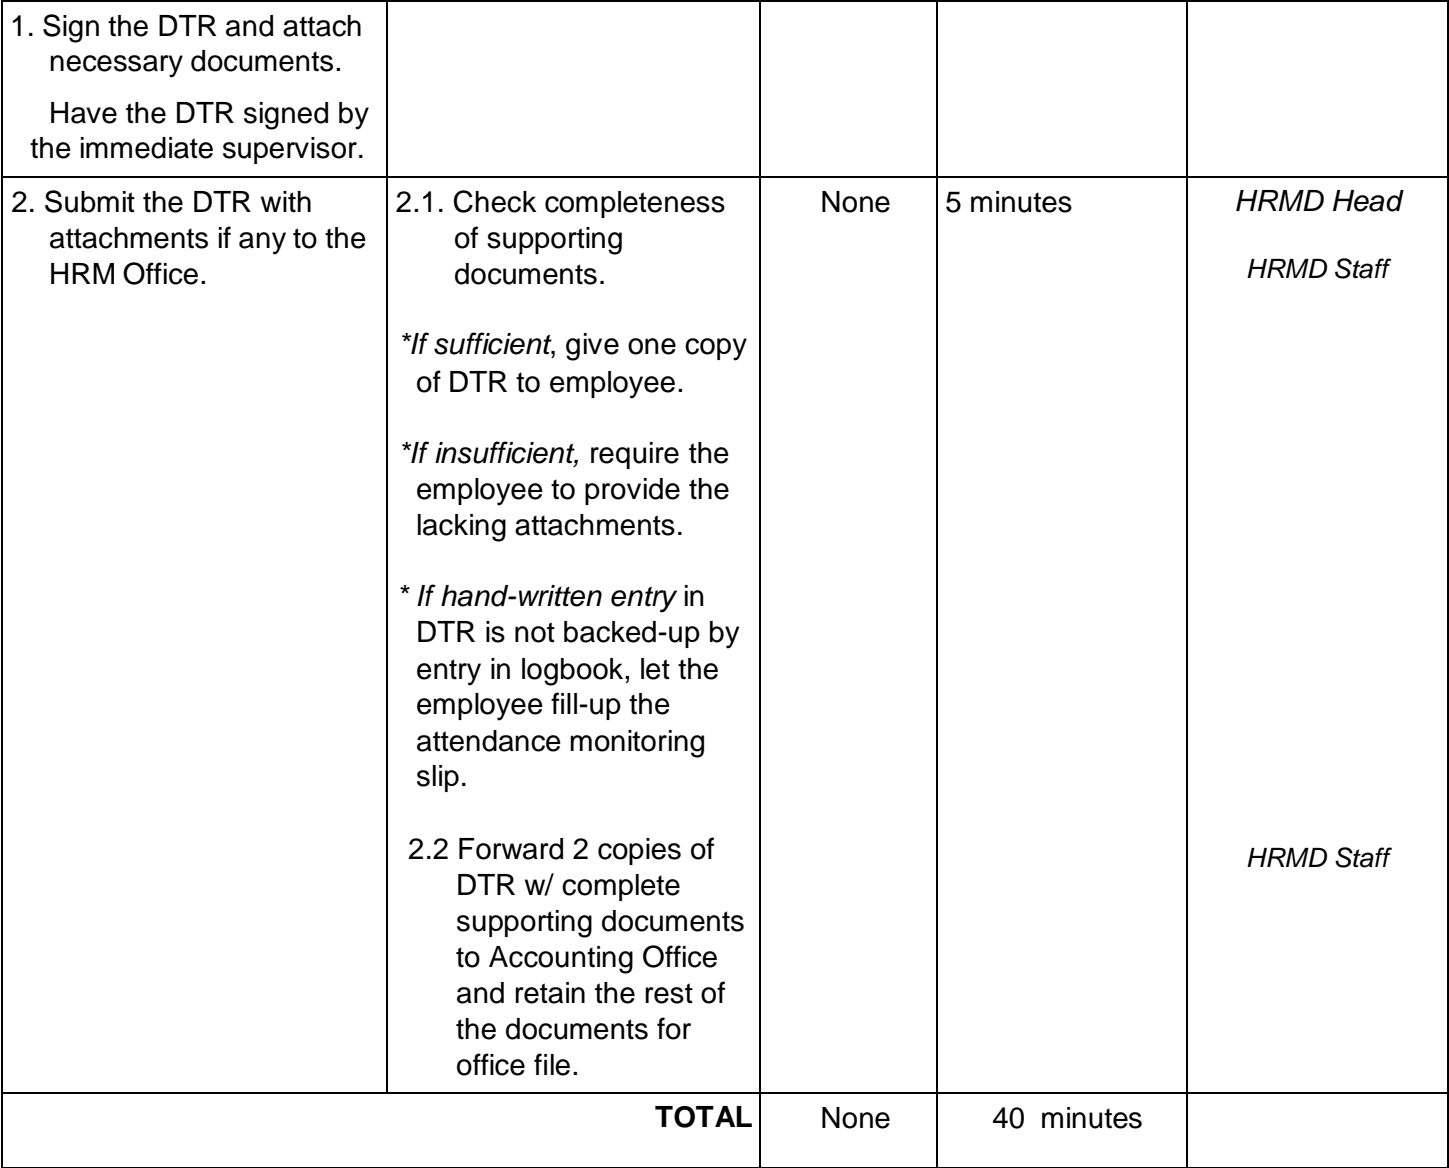 1. Sign the DTR and attach
necessary documents.
Have the DTR signed by
the immediate supervisor.
2. Submit the DTR with
attachments if any to the
HRM Office.
2.1. Check completeness
of supporting
documents.
*If sufficient, give one copy
of DTR to employee.
*If insufficient, require the
employee to provide the
lacking attachments.
* If hand-written entry in
DTR is not backed-up by
entry in logbook, let the
employee fill-up the
attendance monitoring
slip.
2.2 Forward 2 copies of
DTR w/ complete
supporting documents
to Accounting Office
and retain the rest of
the documents for
office file.
None
5 minutes
HRMD Head
HRMD Staff
HRMD Staff
TOTAL
None
40 minutes